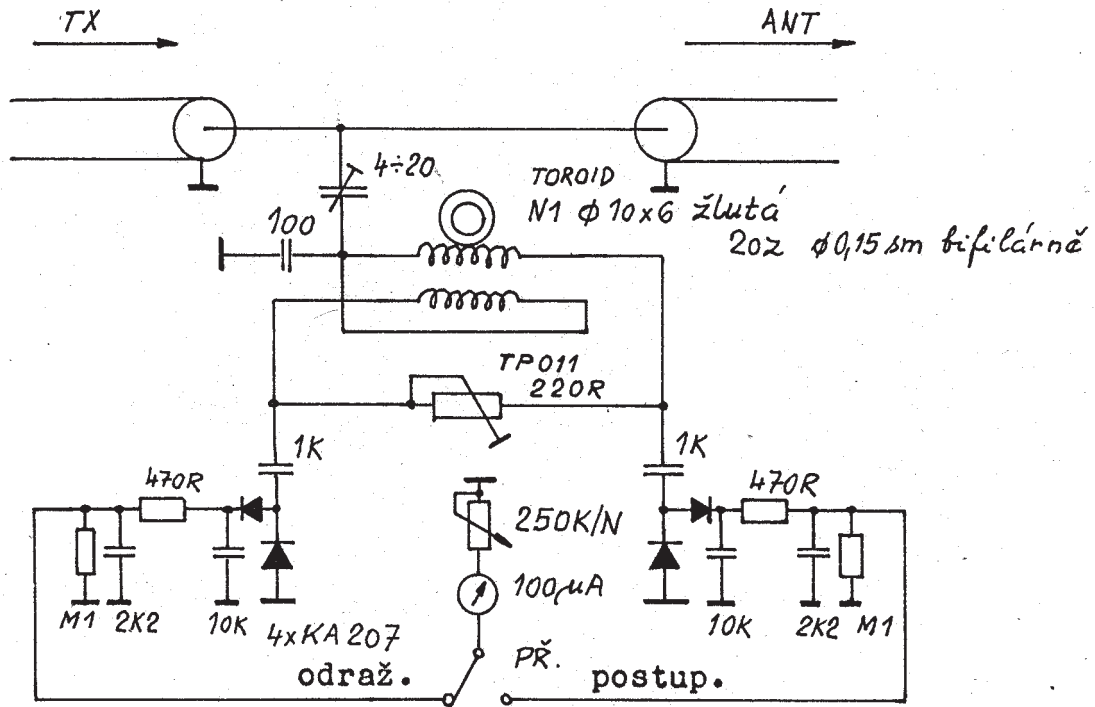 TX
ANT
4÷20
TOROID
N1 ϕ 10x6 žlutá
20z ϕ0,15 sm bifilárně
100
TP011
220R
1K
1K
470R
470R
250K/N
100µA
M1
2K2
10K
4xKA207
10K
2K2
M1
PŘ.
odraž.
postup.